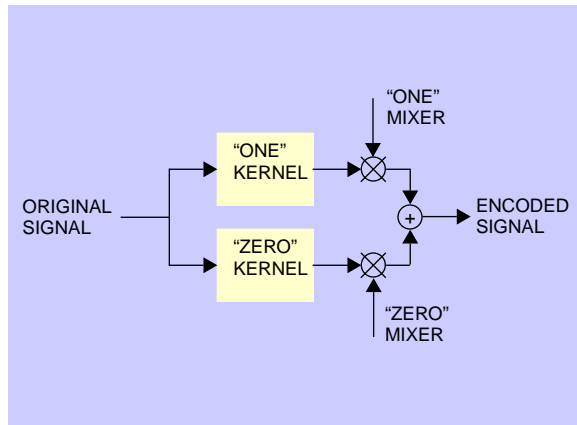 “ONE”
MIXER
“ONE”
KERNEL
ORIGINAL
SIGNAL
+
ENCODED
SIGNAL
“ZERO”
KERNEL
“ZERO”
MIXER